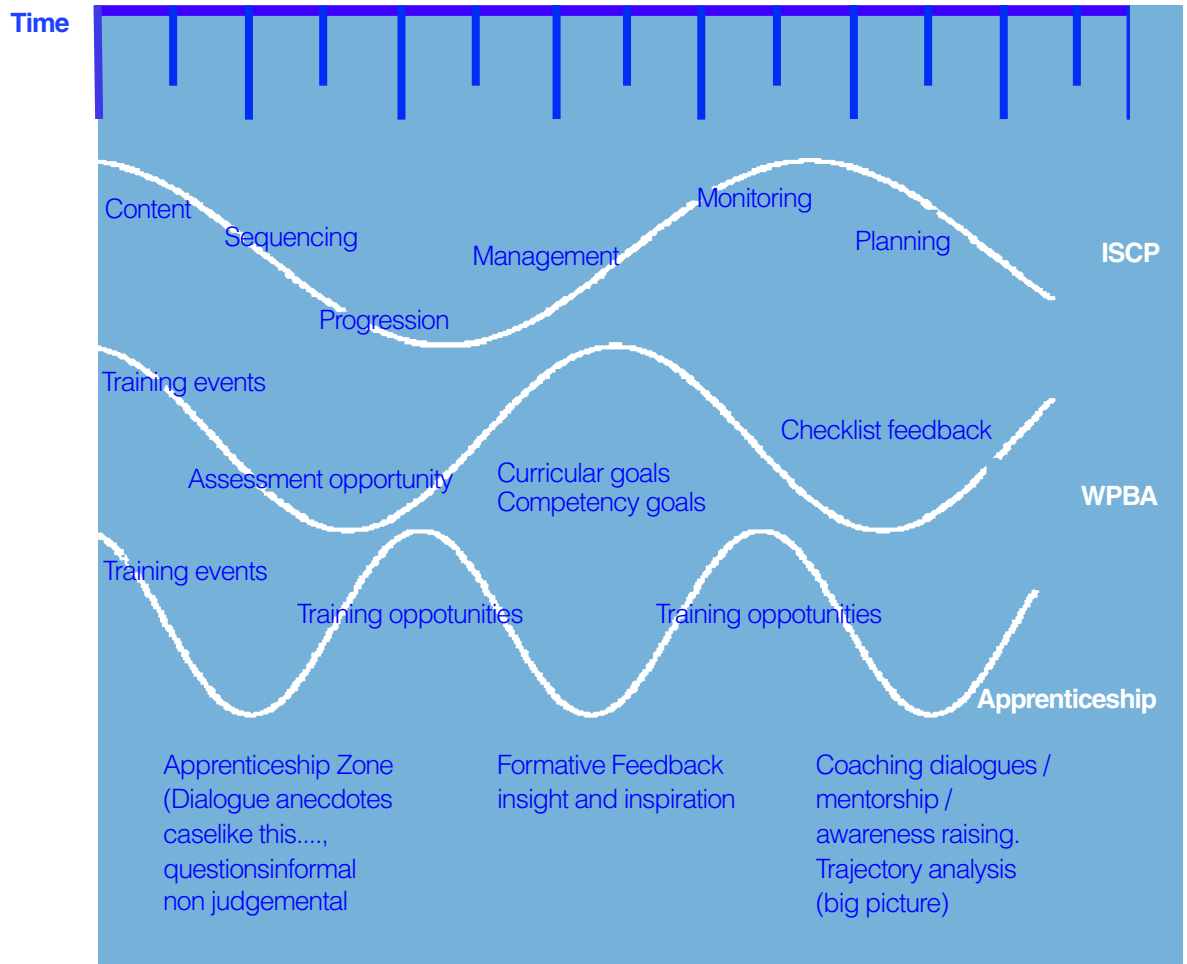 Time
Content
Sequencing
Progression
Management
Monitoring
Planning
ISCP
Training events
Assessment opportunity
Curricular goals
Competency goals
Checklist feedback
WPBA
Training events
Training oppotunities
Training oppotunities
Apprenticeship
Apprenticeship Zone
(Dialogue anecdotes
caselike this....,
questionsinformal
non judgemental
Formative Feedback
insight and inspiration
Coaching dialogues /
mentorship /
awareness raising.
Trajectory analysis
(big picture)